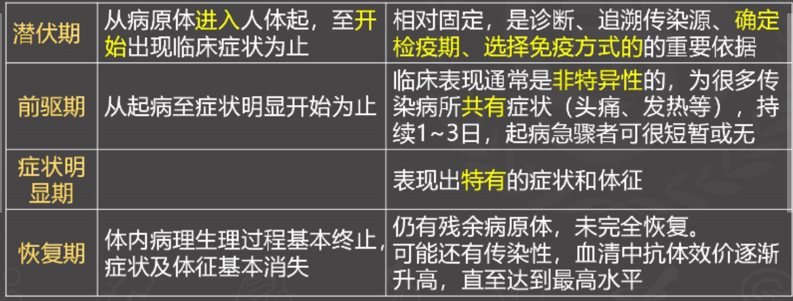 潜伏期
从病原体进入人体起，至开
始出现临床症状为止
相对固定，是诊断、追溯传染源、确定
检疫期、选择免疫方式的的重要依据
前驱期
从起病至症状明显开始为止
临床表现通常是非特异性的，为很多传
染病所共有症状（头痛、发热等），持
续1~3日，起病急骤者可很短暂或无
症状明
显期
表现出特有的症状和体征
恢复期
体内病理生理过程基本终止，
症状及体征基本消失
仍有残余病原体，未完全恢复。
可能还有传染性，血清中抗体效价逐渐
升高，直至达到最高水平